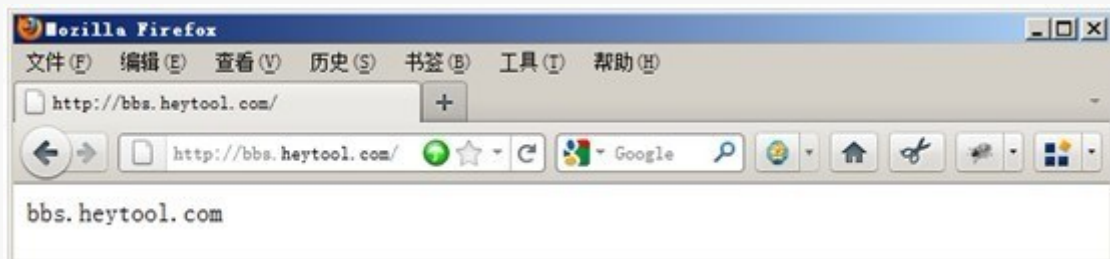 Mozilla Firefox
文件(F) 编辑(E) 查看(V) 历史(S) 书签(B) 工具(T) 帮助(H)
http://bbs.heytool.com/
http://bbs.heytool.com/ Google
bbs.heytool.com